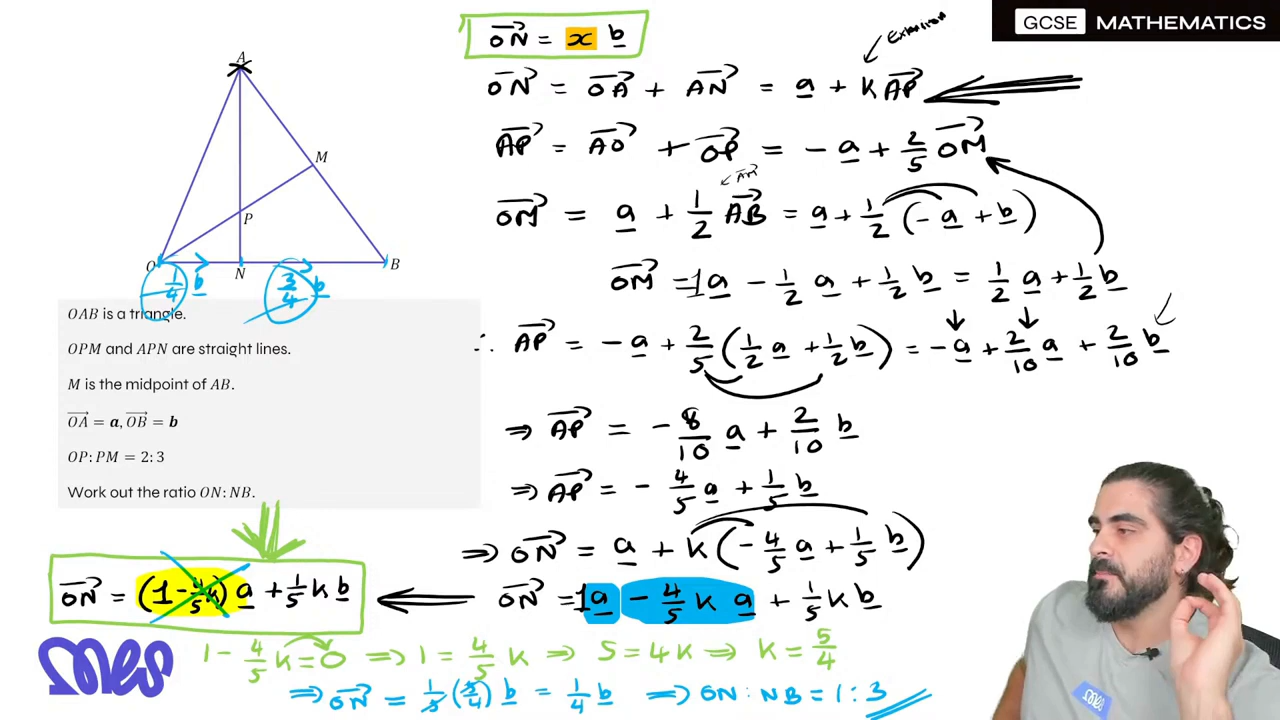 GCSE MATHEMATICS
ON→ = x b
Extension
ON→ = OA→ + AN→ = a + k AP→
AP→ = AO→ + OP→ = - a + 2/5 OM→
AM→
OM→ = a + 1/2 AB→ = a + 1/2 (-a + b)
OM→ = 1a - 1/2 a + 1/2 b = 1/2 a + 1/2 b
∴ AP→ = - a + 2/5 (1/2 a + 1/2 b) = - a + 2/10 a + 2/10 b
⇒ AP→ = - 8/10 a + 2/10 b
⇒ AP→ = - 4/5 a + 1/5 b
⇒ ON→ = a + k (- 4/5 a + 1/5 b)
ON→ = 1a - 4/5 k a + 1/5 k b
A
M
P
O
N
B
1/4 b
3/4 b
OAB is a triangle.
OPM and APN are straight lines.
M is the midpoint of AB.
OA→ = a, OB→ = b
OP: PM = 2: 3
Work out the ratio ON: NB.
ON→ = (1 - 4/5 k) a + 1/5 k b
1 - 4/5 k = 0 ⇒ 1 = 4/5 k ⇒ 5 = 4k ⇒ k = 5/4
⇒ ON→ = 1/5 (5/4) b = 1/4 b ⇒ ON : NB = 1 : 3
mes
mes